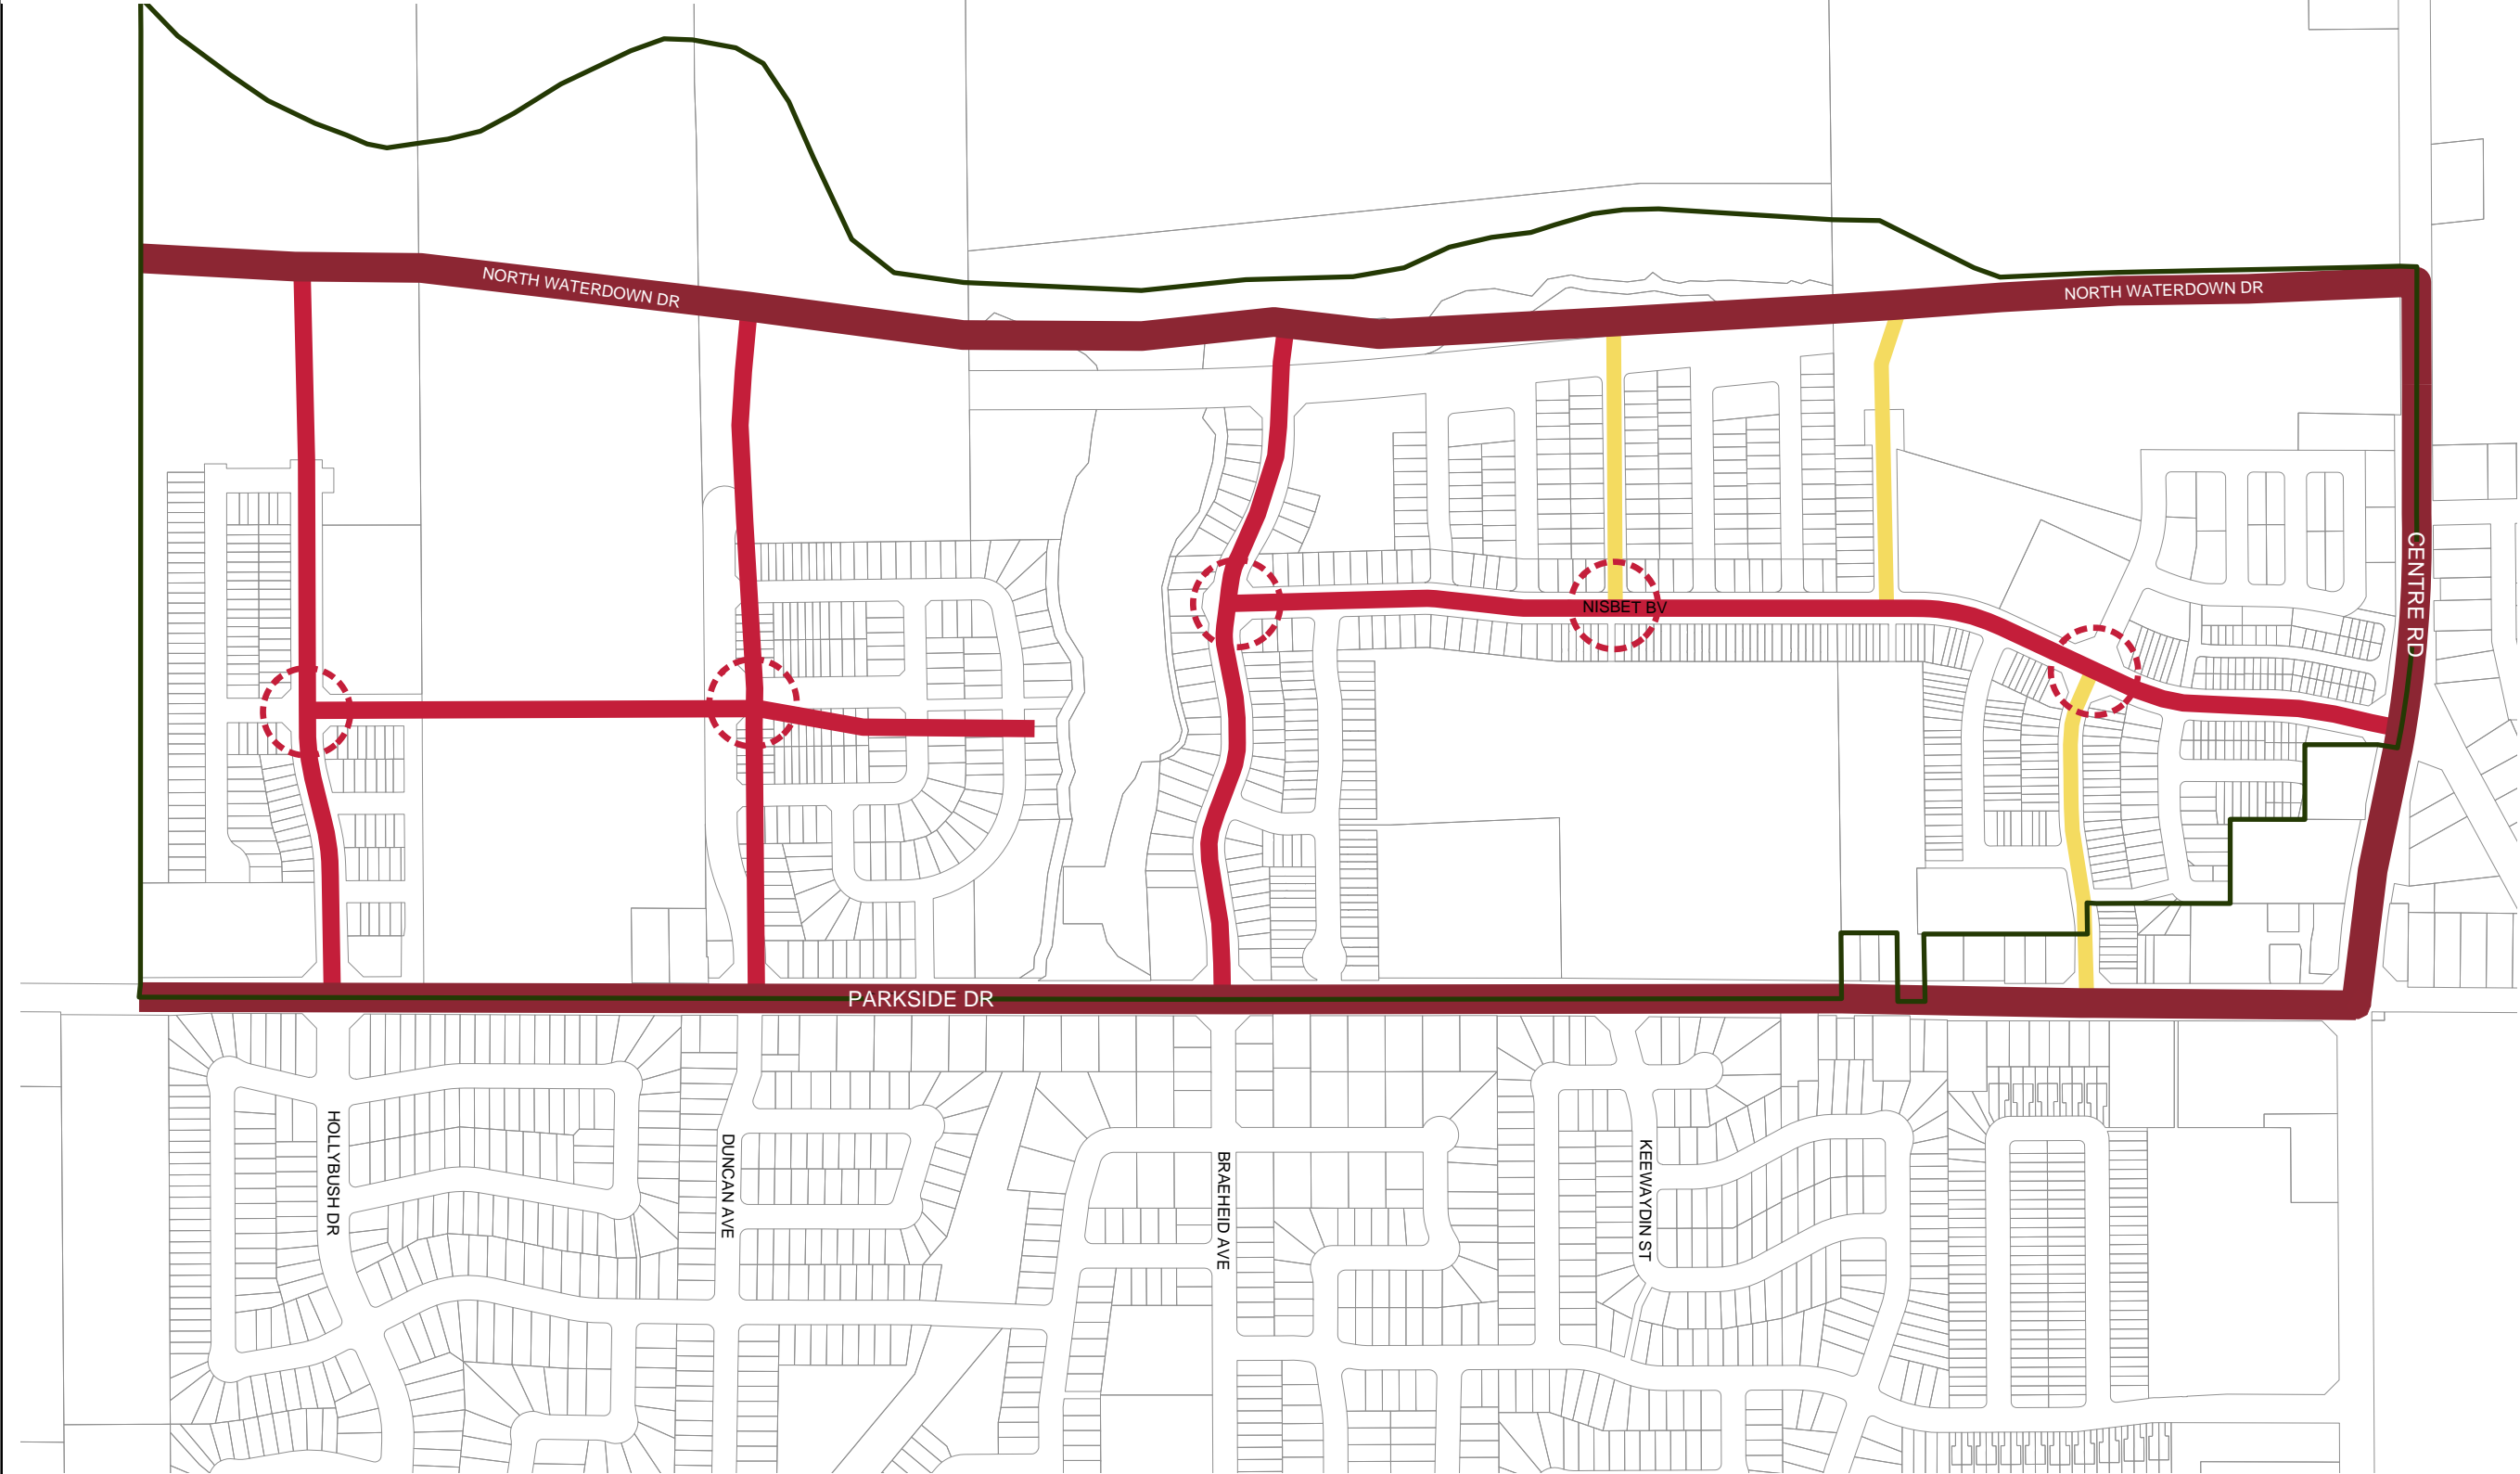 NORTH WATERDOWN DR
NORTH WATERDOWN DR
CENTRE RD
NISBET BV
PARKSIDE DR
HOLLYBUSH DR
DUNCAN AVE
BRAEHEID AVE
KEEWAYDIN ST